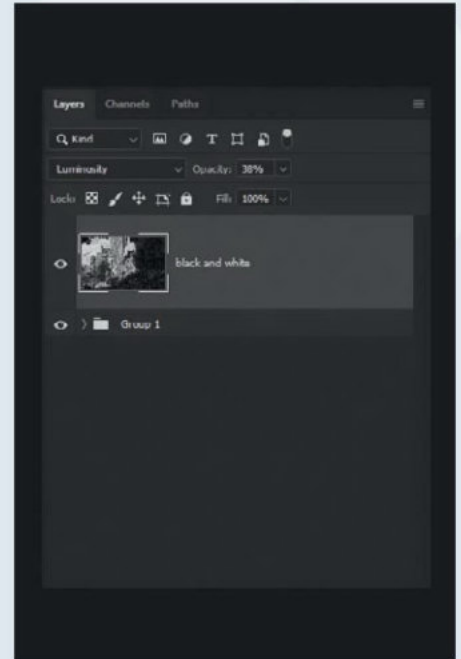 Layers Channels Paths
Kind
Luminosity Opacity: 38%
Lock: Fill: 100%
black and white
Group 1